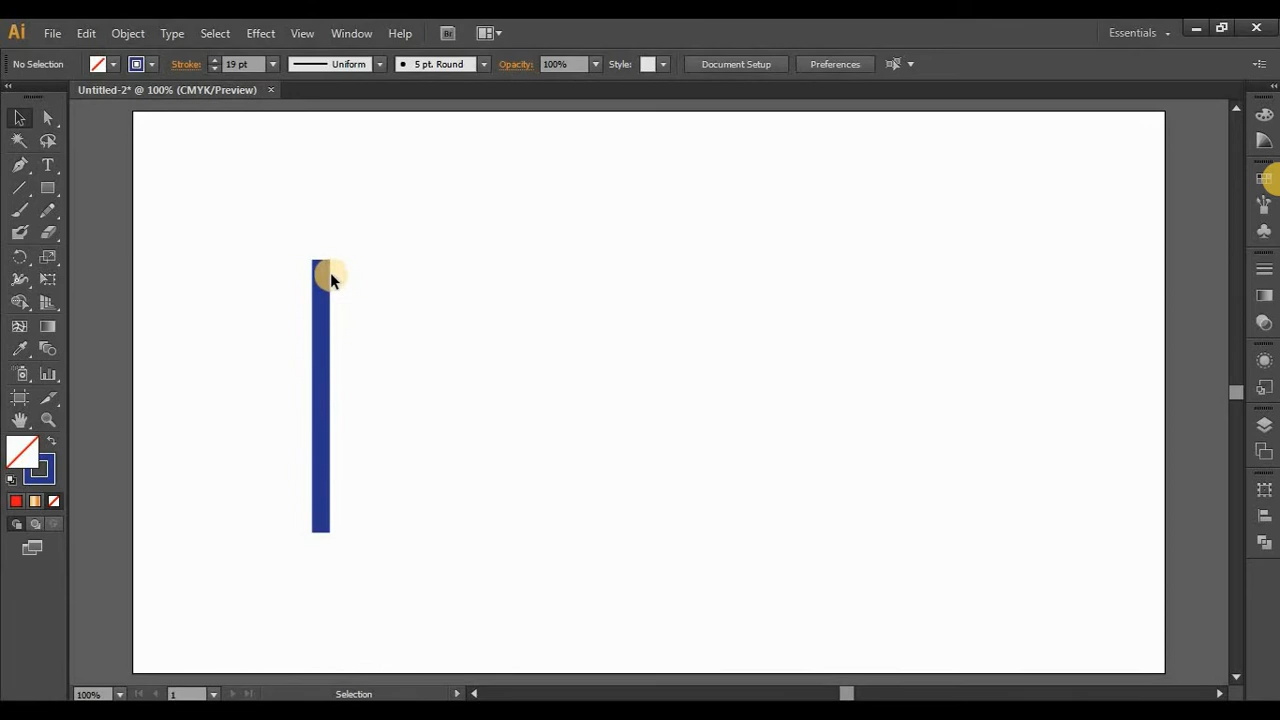 Ai File Edit Object Type Select Effect View Window Help Br Essentials
No Selection Stroke: 19 pt Uniform 5 pt. Round Opacity: 100% Style: Document Setup Preferences
Untitled-2* @ 100% (CMYK/Preview)
T
100% 1 Selection